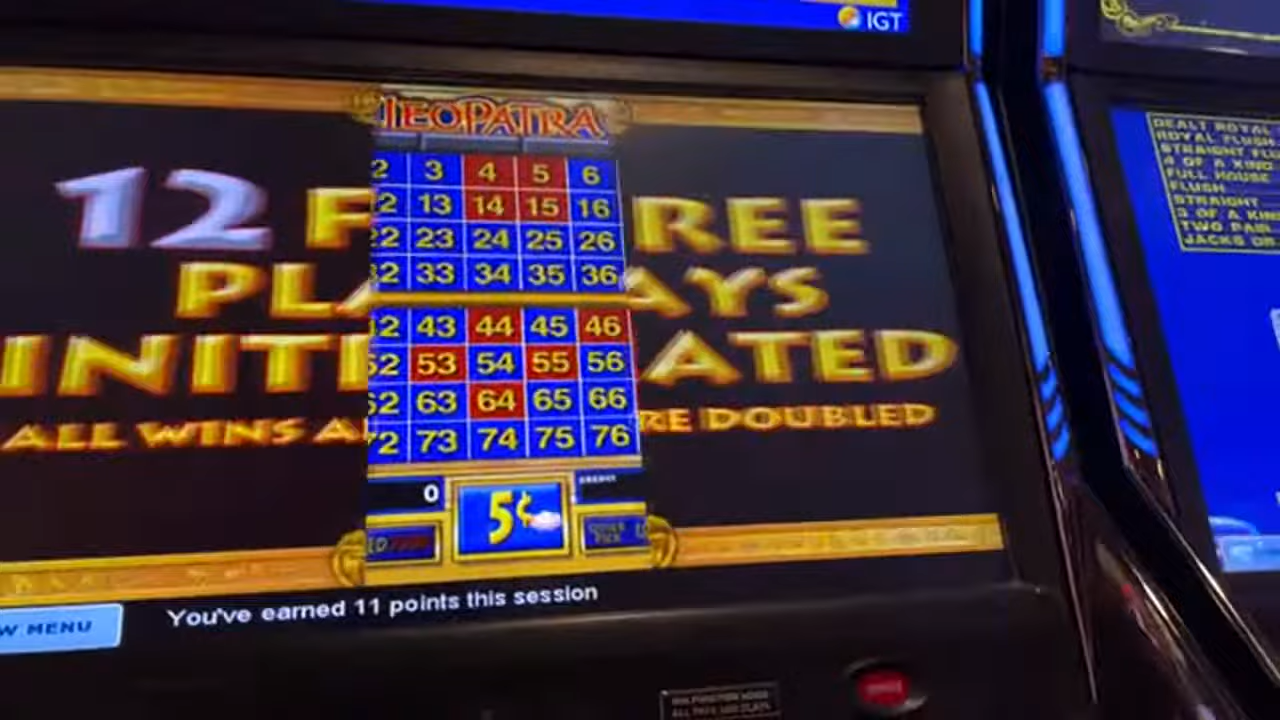 IGT
CLEOPATRA
12 F REE
2 3 4 5 6
2 13 14 15 16
22 23 24 25 26
32 33 34 35 36
PLA AYS
42 43 44 45 46
INIT ATED
52 53 54 55 56
62 63 64 65 66
ALL WINS A RE DOUBLED
72 73 74 75 76
0
5¢
You've earned 11 points this session
W MENU
DEALT ROYAL
ROYAL FLUSH
STRAIGHT FLU
4 OF A KIND
FULL HOUSE
FLUSH
STRAIGHT
3 OF A KIN
TWO PAIR
JACKS OR